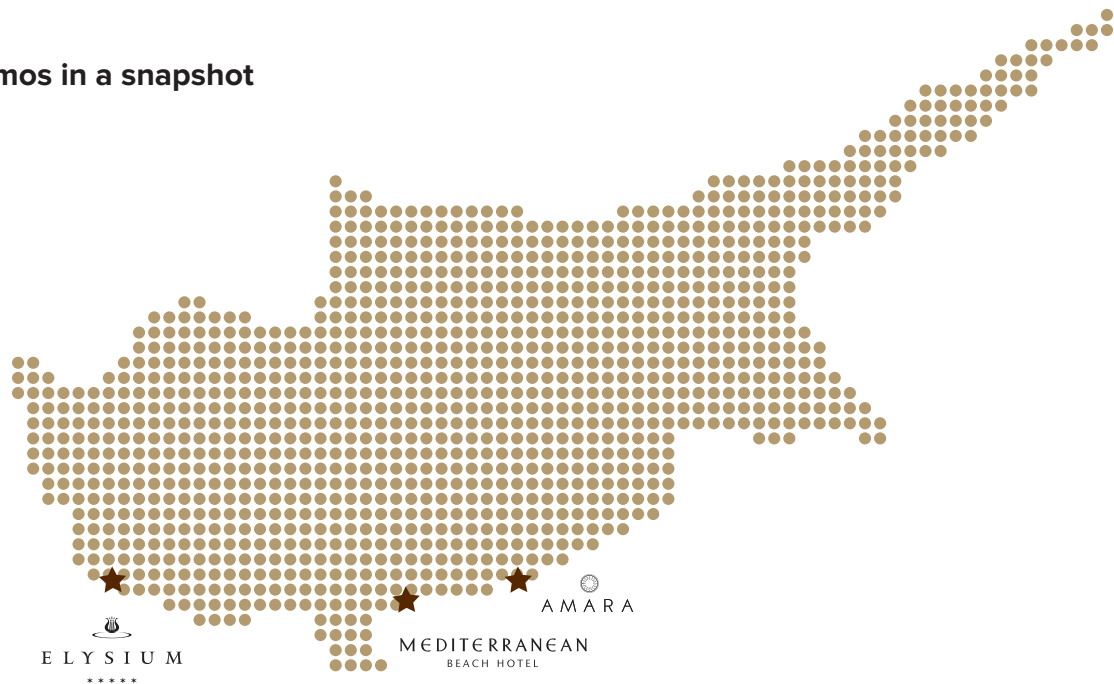 mos in a snapshot
AMARA
ELYSIUM
*****
MEDITERRANEAN
BEACH HOTEL